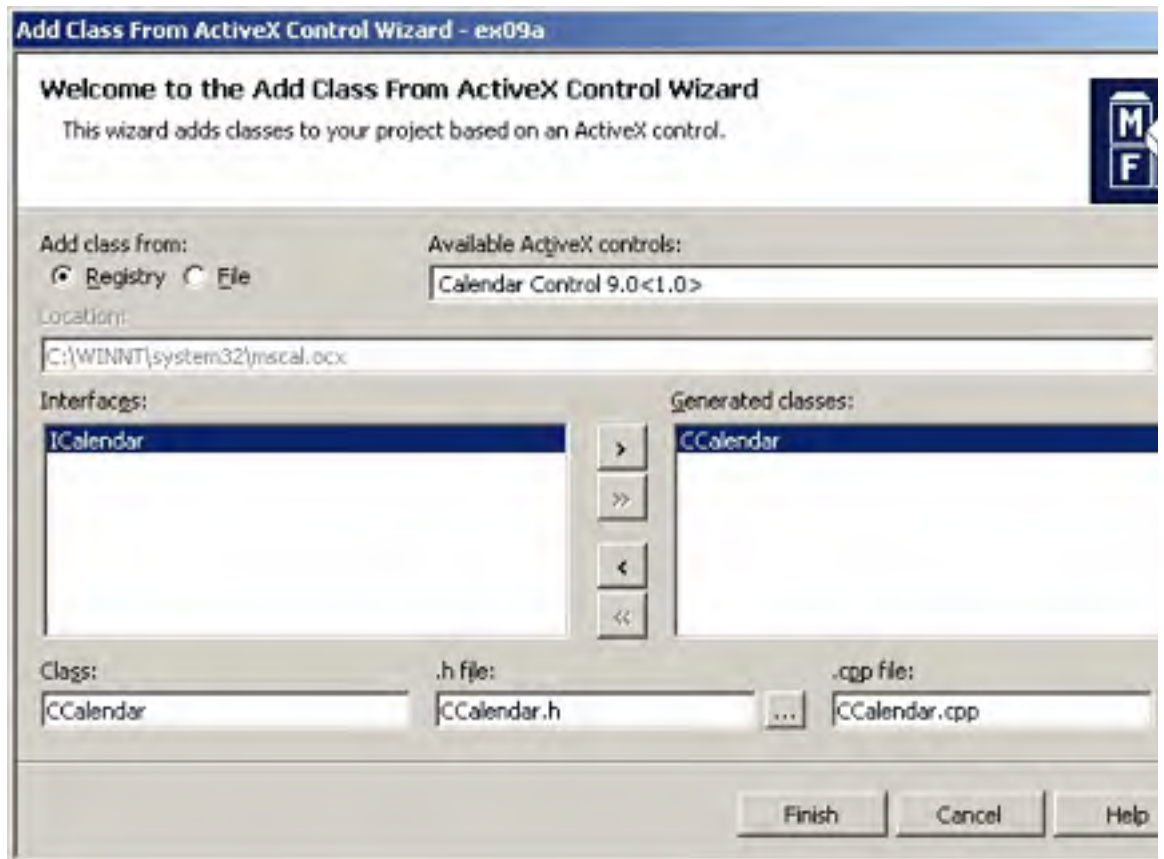 Add Class From ActiveX Control Wizard - ex09a
Welcome to the Add Class From ActiveX Control Wizard
This wizard adds classes to your project based on an ActiveX control.
M
F
Add class from:
Registry
File
Available ActiveX controls:
Calendar Control 9.0<1.0>
Location:
C:\WINNT\system32\mscal.ocx
Interfaces:
Generated classes:
ICalendar
CCalendar
>
>>
<
<<
Class:
.h file:
.cpp file:
CCalendar
CCalendar.h
...
CCalendar.cpp
Finish
Cancel
Help